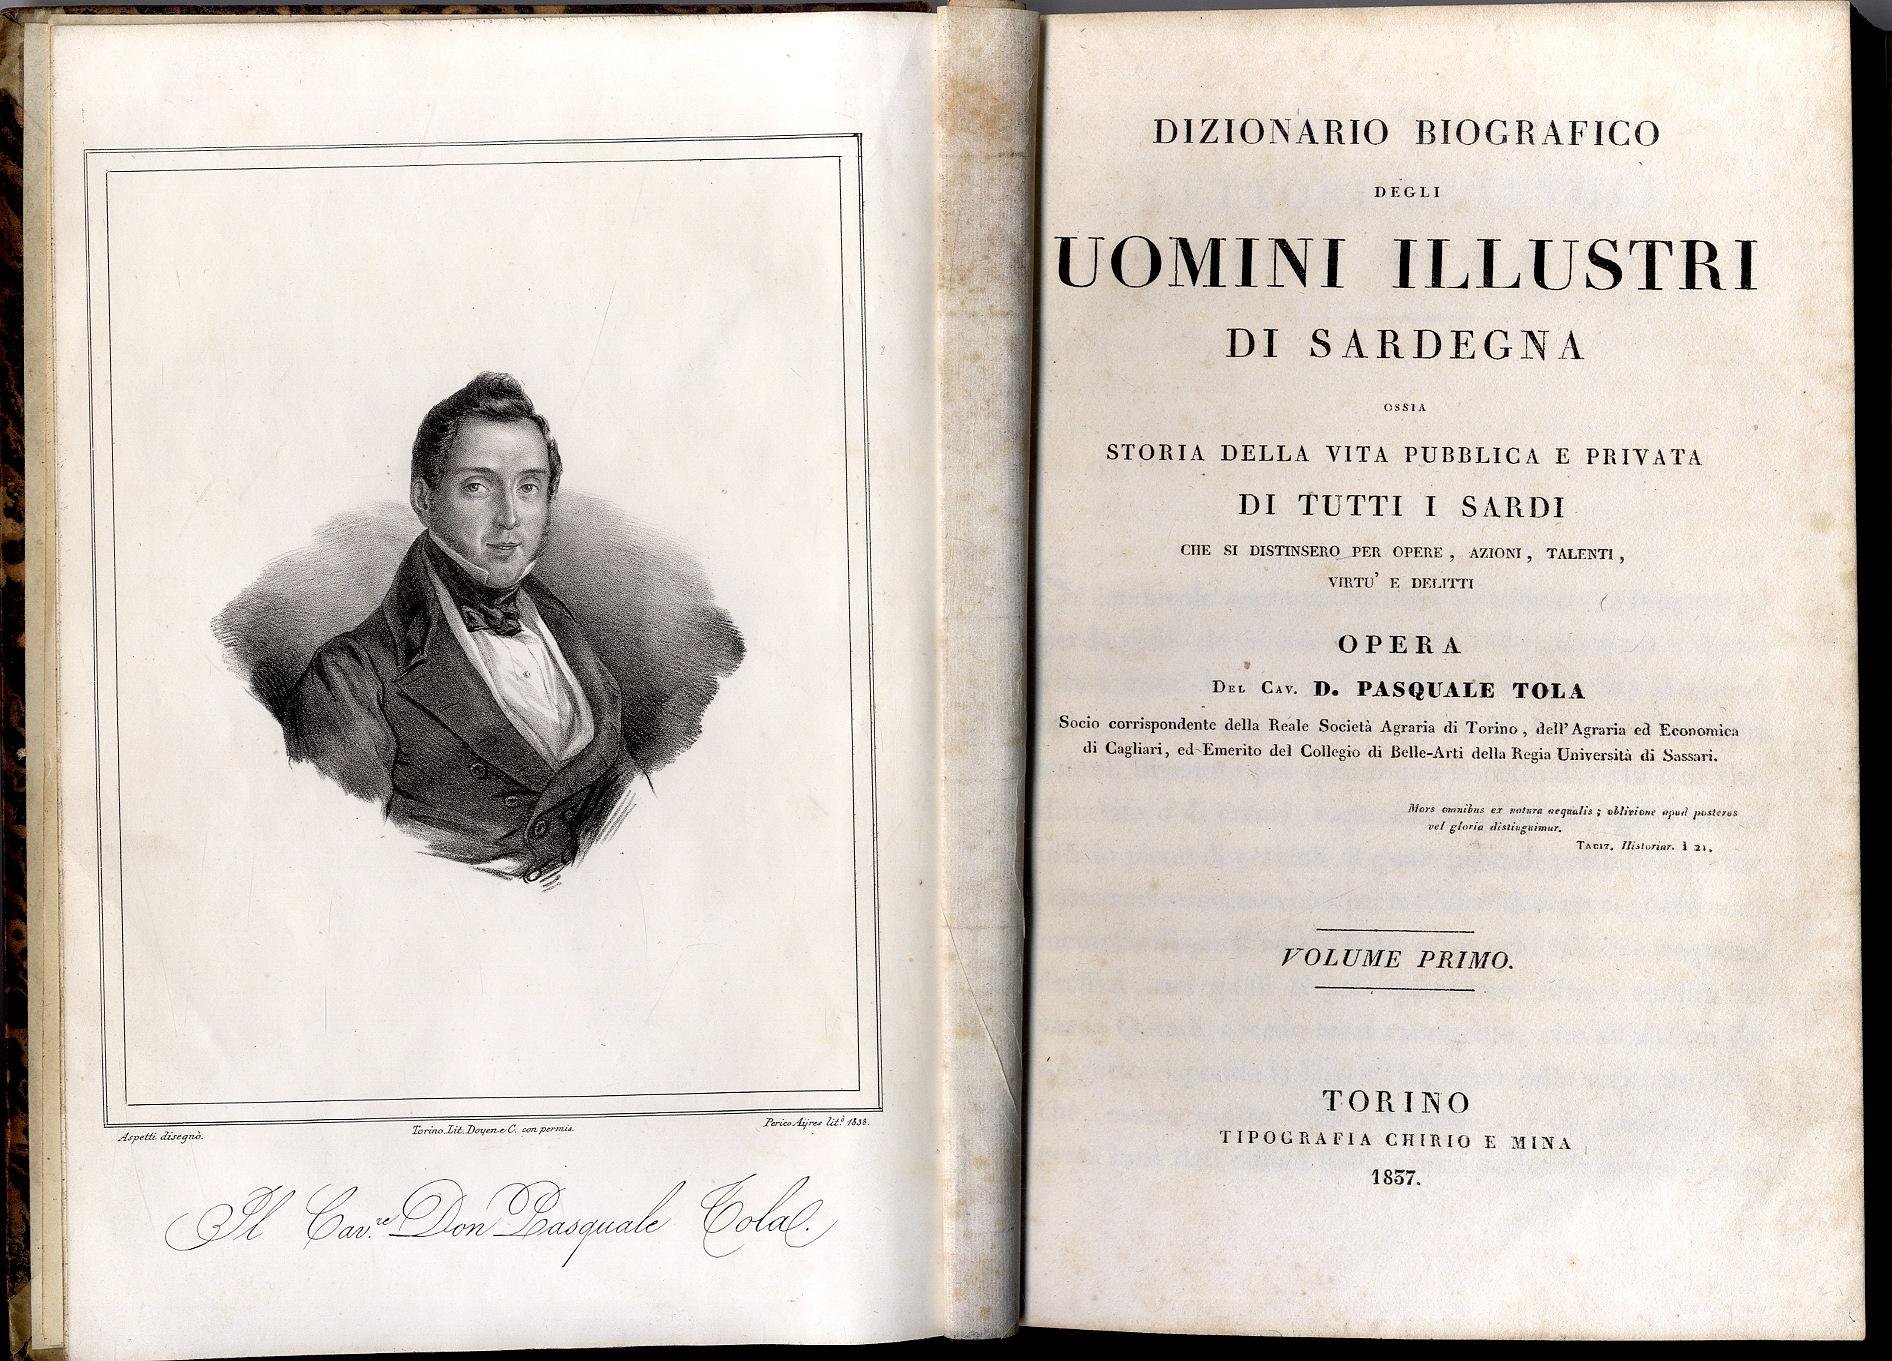 Aspetti disegnò.
Torino. Lit. Doyen e C. con permis.
Perico Ayres lit.º 1838.
Il Cav.re Don Pasquale Tola.
DIZIONARIO BIOGRAFICO
DEGLI
UOMINI ILLUSTRI
DI SARDEGNA
OSSIA
STORIA DELLA VITA PUBBLICA E PRIVATA
DI TUTTI I SARDI
CHE SI DISTINSERO PER OPERE, AZIONI, TALENTI,
VIRTU' E DELITTI
OPERA
DEL CAV. D. PASQUALE TOLA
Socio corrispondente della Reale Società Agraria di Torino, dell'Agraria ed Economica
di Cagliari, ed Emerito del Collegio di Belle-Arti della Regia Università di Sassari.
Mors omnibus ex natura aequalis; oblivione apud posteros
vel gloria distinguimur.
TACIT. Historiar. I 21.
VOLUME PRIMO.
TORINO
TIPOGRAFIA CHIRIO E MINA
1837.